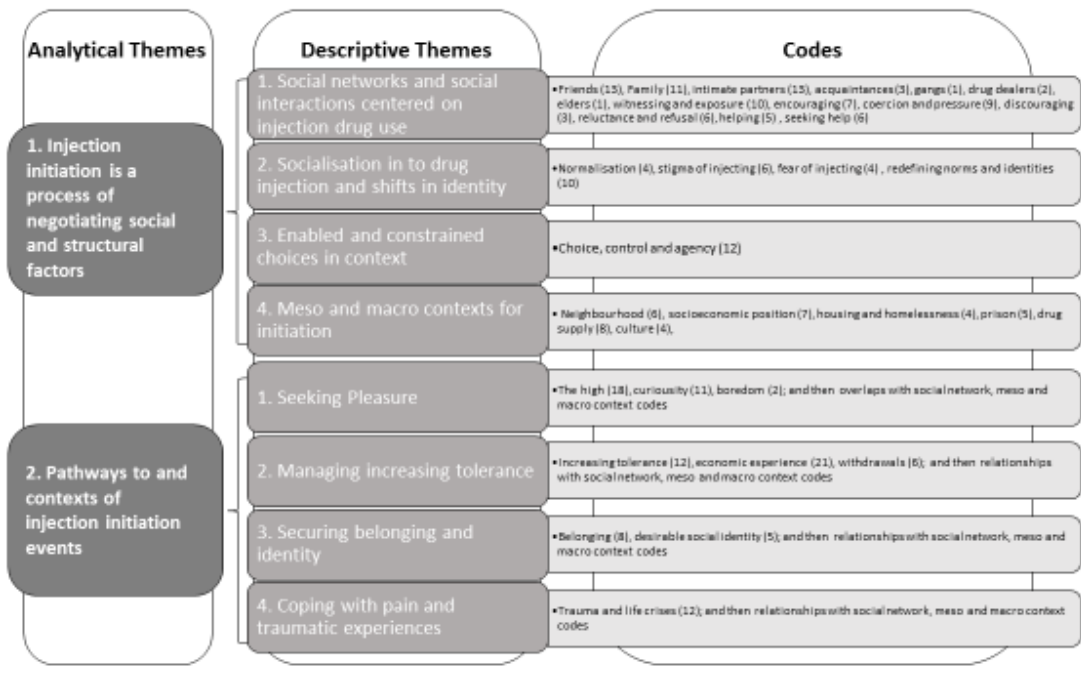 Analytical Themes
Descriptive Themes
Codes
1. Injection
initiation is a
process of
negotiating social
and structural
factors
1. Social networks and social
interactions centered on
injection drug use
•Friends (13), Family (11), intimate partners (13), acquaintances (3), gangs (1), drug dealers (2),
elders (1), witnessing and exposure (10), encouraging (7), coercion and pressure (9), discouraging
(3), reluctance and refusal (6), helping (5) , seeking help (6)
2. Socialisation in to drug
injection and shifts in identity
•Normalisation (4), stigma of injecting (6), fear of injecting (4) , redefining norms and identities
(10)
3. Enabled and constrained
choices in context
•Choice, control and agency (12)
4. Meso and macro contexts for
initiation
• Neighbourhood (6), socioeconomic position (7), housing and homelessness (4), prison (5), drug
supply (8), culture (4),
2. Pathways to and
contexts of
injection initiation
events
1. Seeking Pleasure
•The high (18), curiousity (11), boredom (2); and then overlaps with social network, meso and
macro context codes
2. Managing increasing tolerance
•Increasing tolerance (12), economic experience (21), withdrawals (6); and then relationships
with social network, meso and macro context codes
3. Securing belonging and
identity
•Belonging (8), desirable social identity (5); and then relationships with social network, meso and
macro context codes
4. Coping with pain and
traumatic experiences
•Trauma and life crises (12); and then relationships with social network, meso and macro context
codes